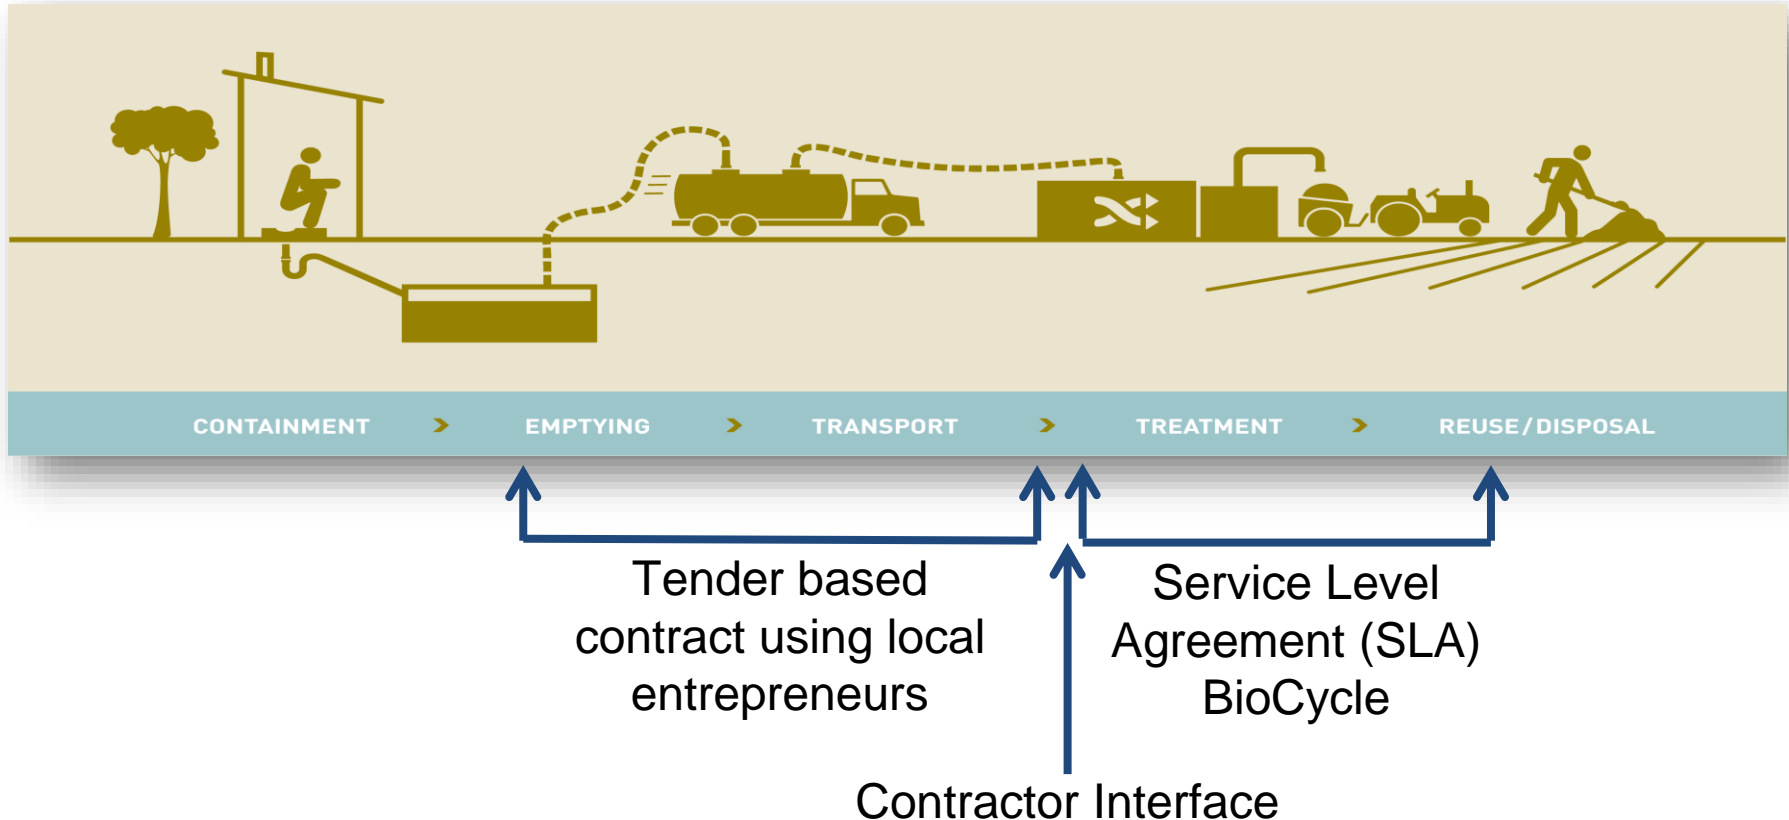 CONTAINMENT > EMPTYING > TRANSPORT > TREATMENT > REUSE/DISPOSAL
Tender based
contract using local
entrepreneurs
Service Level
Agreement (SLA)
BioCycle
Contractor Interface